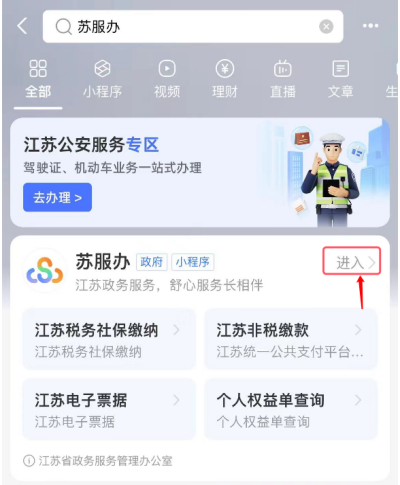 苏服办
全部 小程序 视频 理财 直播 文章
江苏公安服务专区
驾驶证、机动车业务一站式办理
去办理 >
苏服办 政府 小程序 进入
江苏政务服务，舒心服务长相伴
江苏税务社保缴纳 江苏非税缴款
江苏税务社保缴纳 江苏统一公共支付平台...
江苏电子票据 个人权益单查询
江苏电子票据 个人权益单查询
江苏省政务服务管理办公室